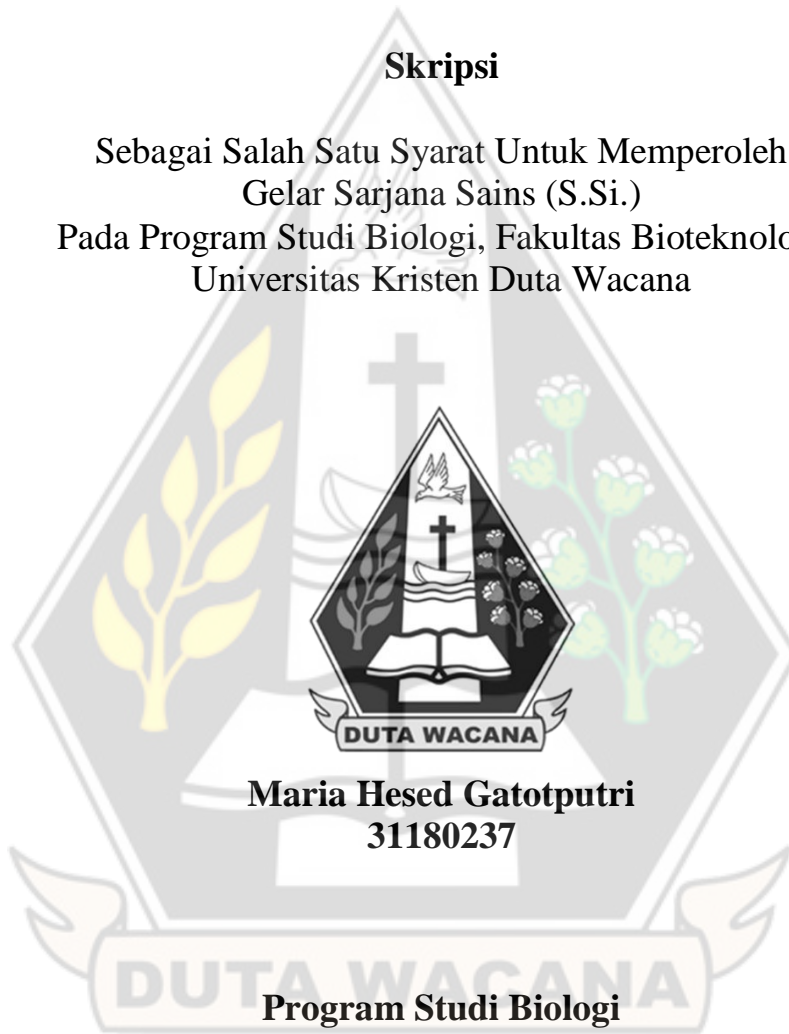 Skripsi
Sebagai Salah Satu Syarat Untuk Memperoleh
Gelar Sarjana Sains (S.Si.)
Pada Program Studi Biologi, Fakultas Bioteknolo
Universitas Kristen Duta Wacana
DUTA WACANA
Maria Hesed Gatotputri
31180237
DUTA WACANA
Program Studi Biologi